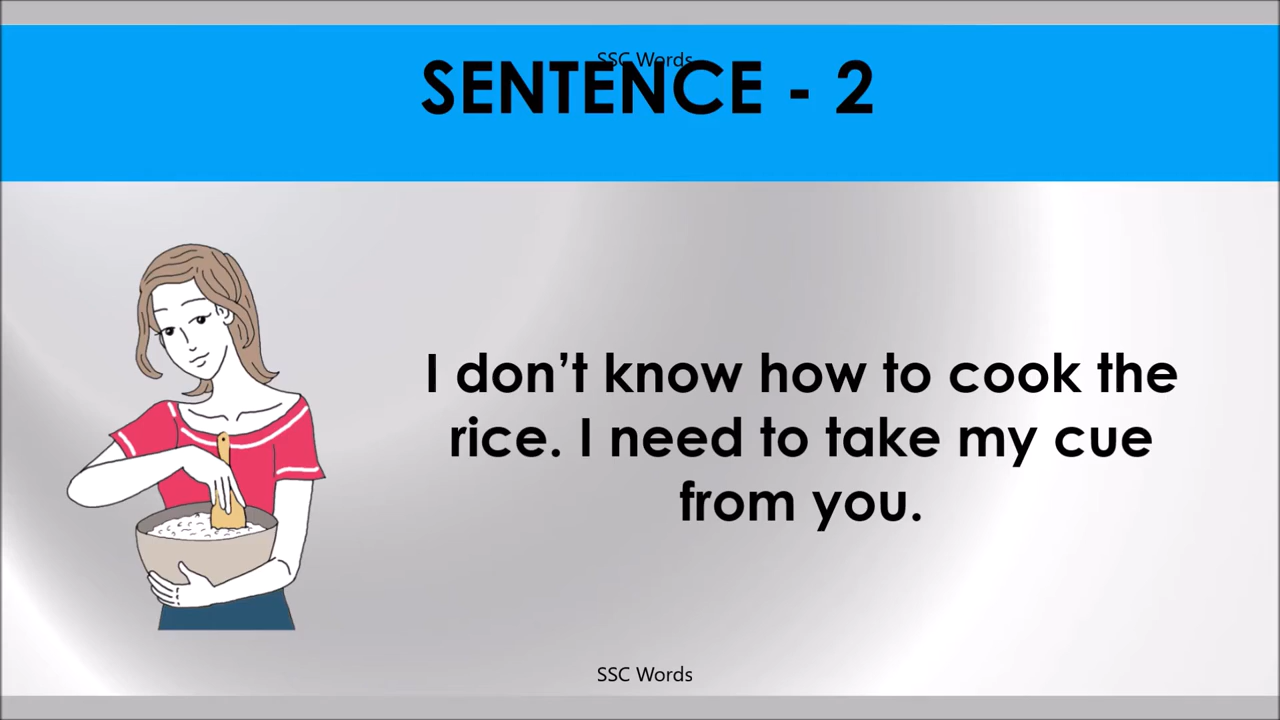 SSC Words
SENTENCE - 2
I don’t know how to cook the
rice. I need to take my cue
from you.
SSC Words